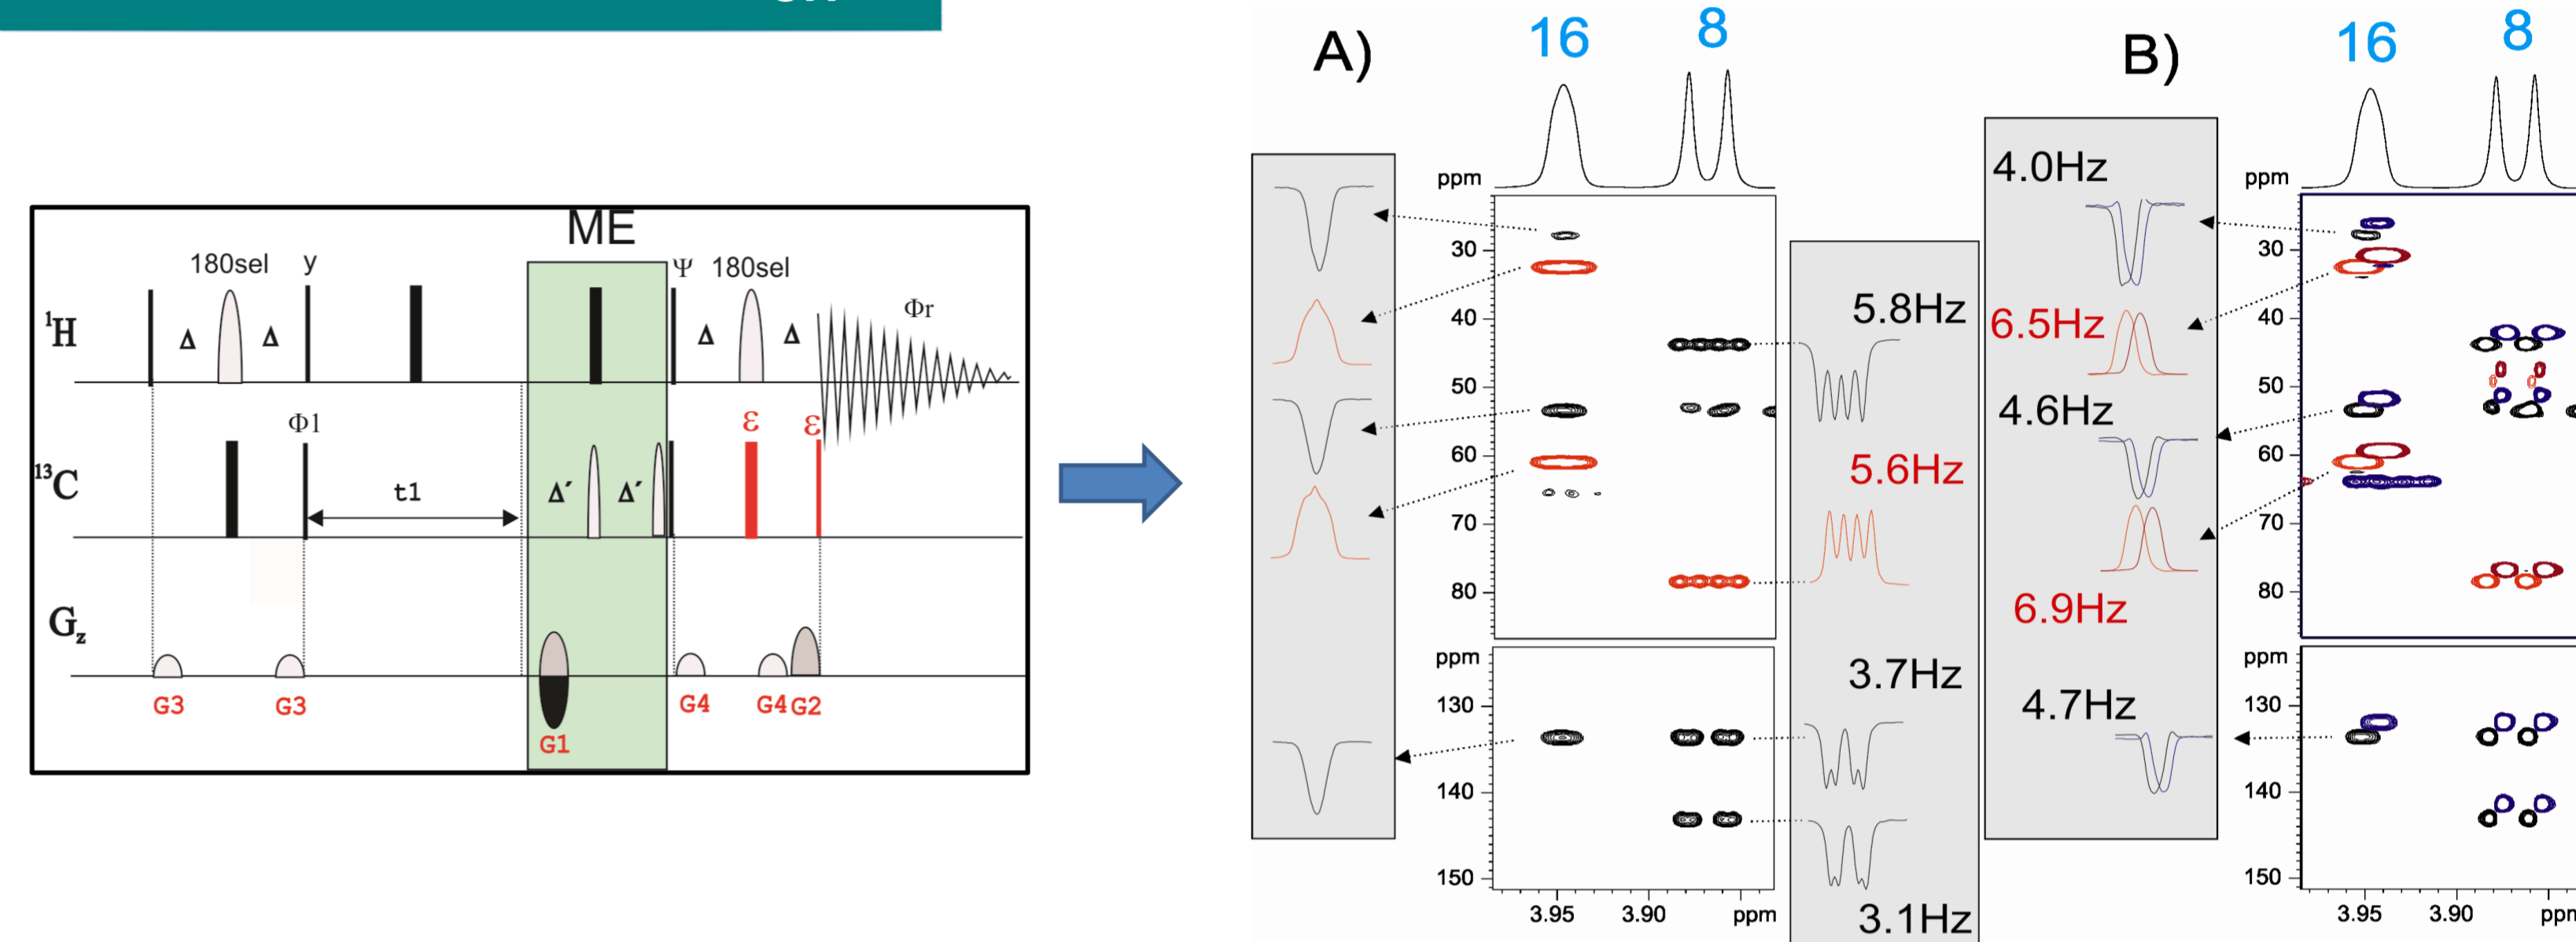 ME
180sel y Ψ 180sel
Φr
¹H Δ Δ Δ Δ
Φ1 ε ε
¹³C t1 Δ´ Δ´
Gz
G3 G3 G4 G4 G2
G1
A)
16 8
ppm
30
40
50
60
70
80
ppm
130
140
150
3.95 3.90 ppm
5.8Hz
5.6Hz
3.7Hz
3.1Hz
B)
16 8
4.0Hz
6.5Hz
4.6Hz
6.9Hz
4.7Hz
ppm
30
40
50
60
70
80
ppm
130
140
150
3.95 3.90 ppm